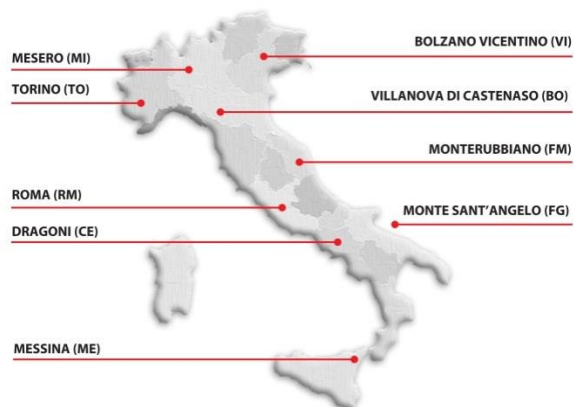 BOLZANO VICENTINO (VI)
MESERO (MI)
TORINO (TO)
VILLANOVA DI CASTENASO (BO)
MONTERUBBIANO (FM)
ROMA (RM)
MONTE SANT'ANGELO (FG)
DRAGONI (CE)
MESSINA (ME)